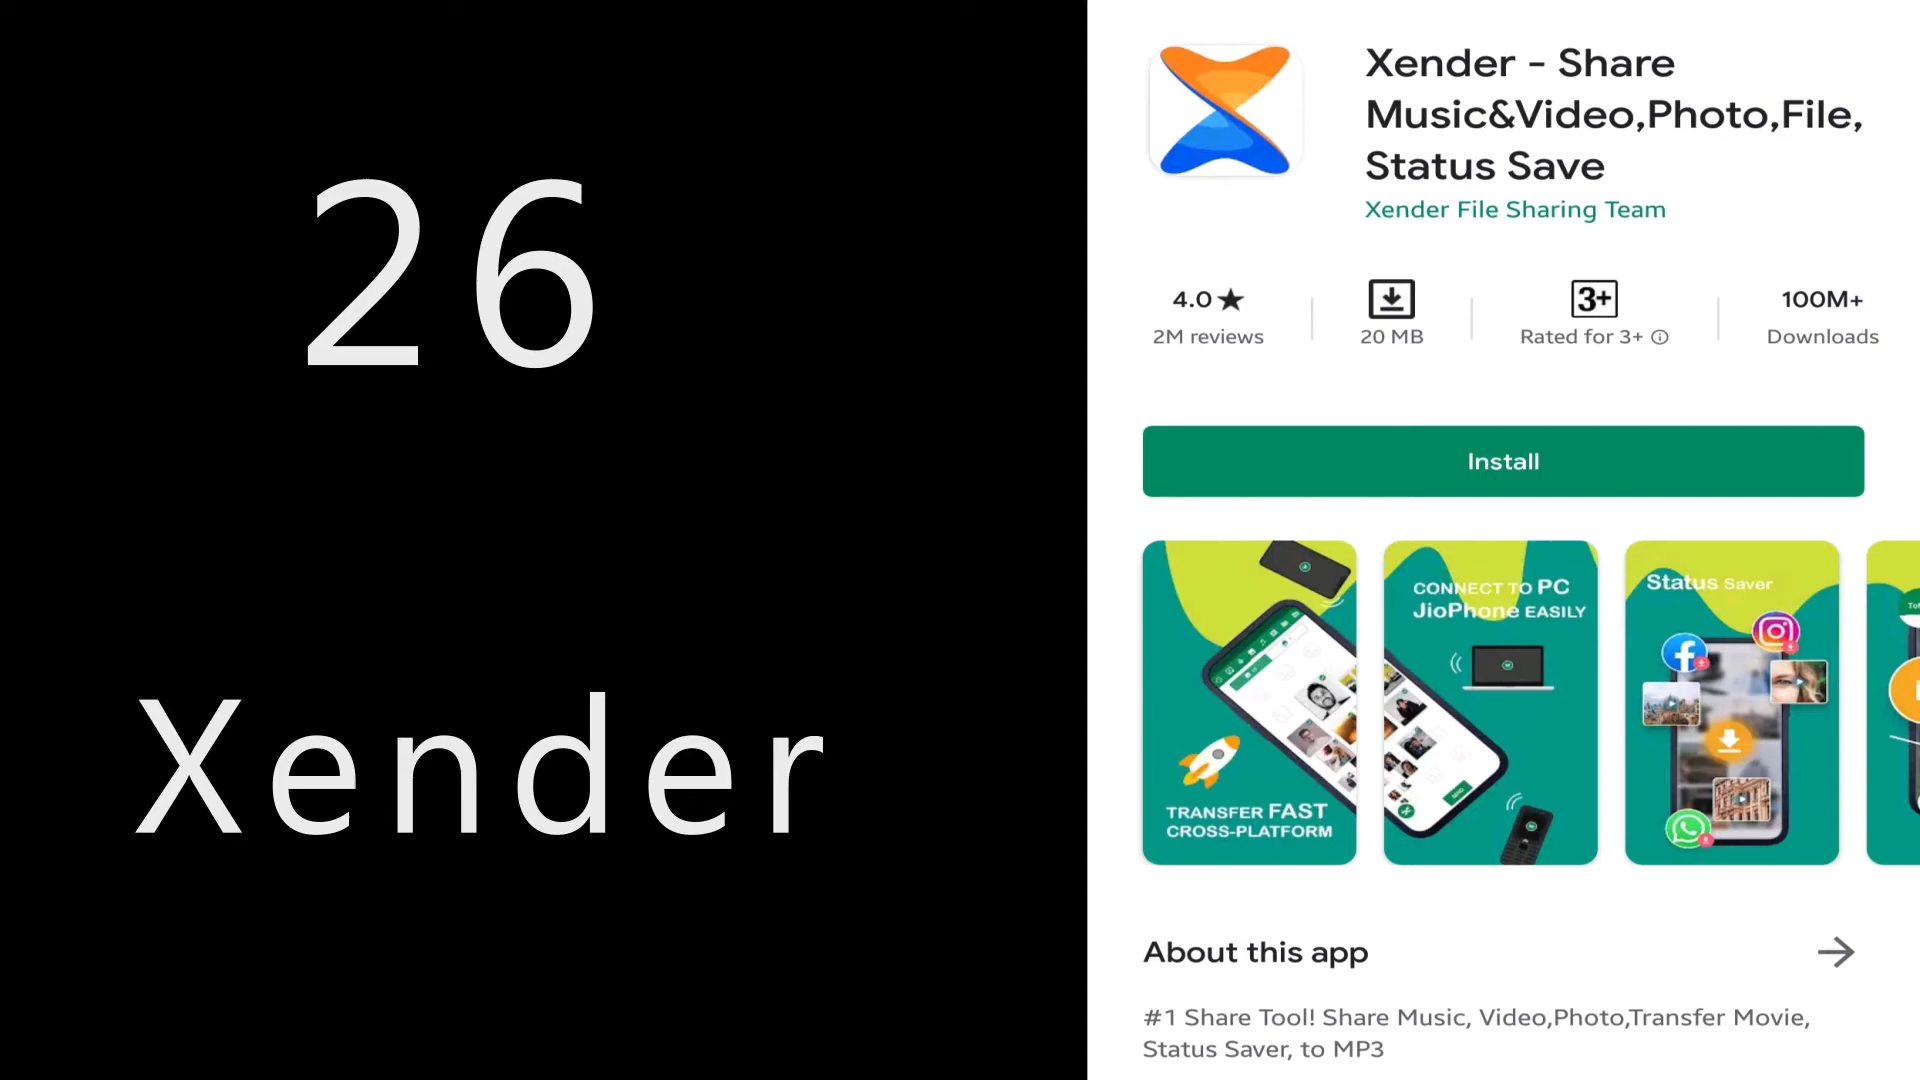 26
Xender
Xender - Share
Music&Video,Photo,File,
Status Save
Xender File Sharing Team
4.0★
2M reviews
20 MB
3+
Rated for 3+
100M+
Downloads
Install
TRANSFER FAST
CROSS-PLATFORM
CONNECT TO PC
JioPhone EASILY
Status Saver
About this app
#1 Share Tool! Share Music, Video,Photo,Transfer Movie,
Status Saver, to MP3